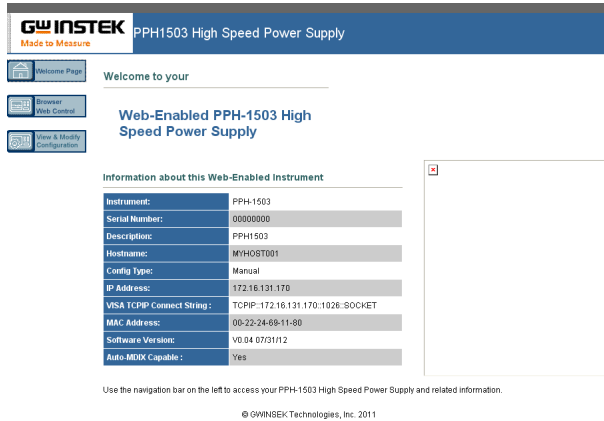 GW INSTEK
Made to Measure
PPH1503 High Speed Power Supply
Welcome Page
Browser
Web Control
View & Modify
Configuration
Welcome to your
Web-Enabled PPH-1503 High
Speed Power Supply
Information about this Web-Enabled Instrument
Instrument: PPH-1503
Serial Number: 00000000
Description: PPH1503
Hostname: MYHOST001
Config Type: Manual
IP Address: 172.16.131.170
VISA TCPIP Connect String : TCPIP::172.16.131.170::1026::SOCKET
MAC Address: 00-22-24-69-11-80
Software Version: V0.04 07/31/12
Auto-MDIX Capable : Yes
Use the navigation bar on the left to access your PPH-1503 High Speed Power Supply and related information.
© GWINSEK Technologies, Inc. 2011